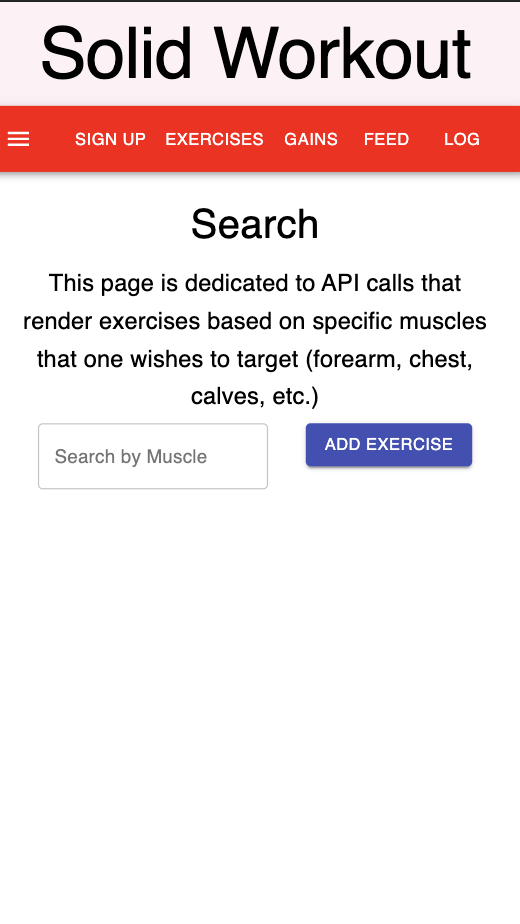 Solid Workout
SIGN UP EXERCISES GAINS FEED LOG
Search
This page is dedicated to API calls that
render exercises based on specific muscles
that one wishes to target (forearm, chest,
calves, etc.)
Search by Muscle ADD EXERCISE